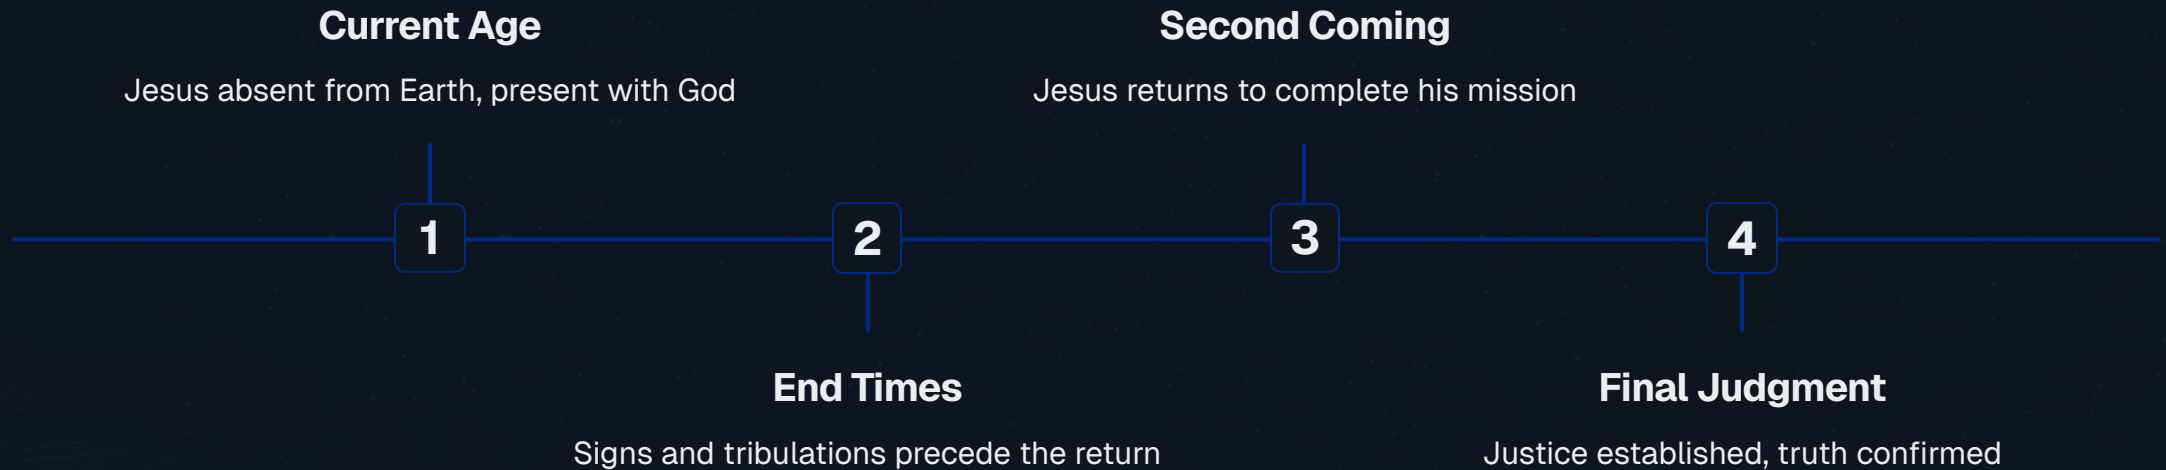 Current Age
Jesus absent from Earth, present with God
Second Coming
Jesus returns to complete his mission
1
2
3
4
End Times
Signs and tribulations precede the return
Final Judgment
Justice established, truth confirmed